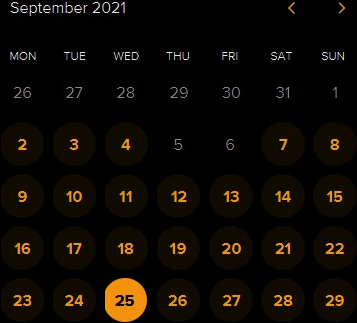 September 2021
MON TUE WED THU FRI SAT SUN
26 27 28 29 30 31 1
2 3 4 5 6 7 8
9 10 11 12 13 14 15
16 17 18 19 20 21 22
23 24 25 26 27 28 29